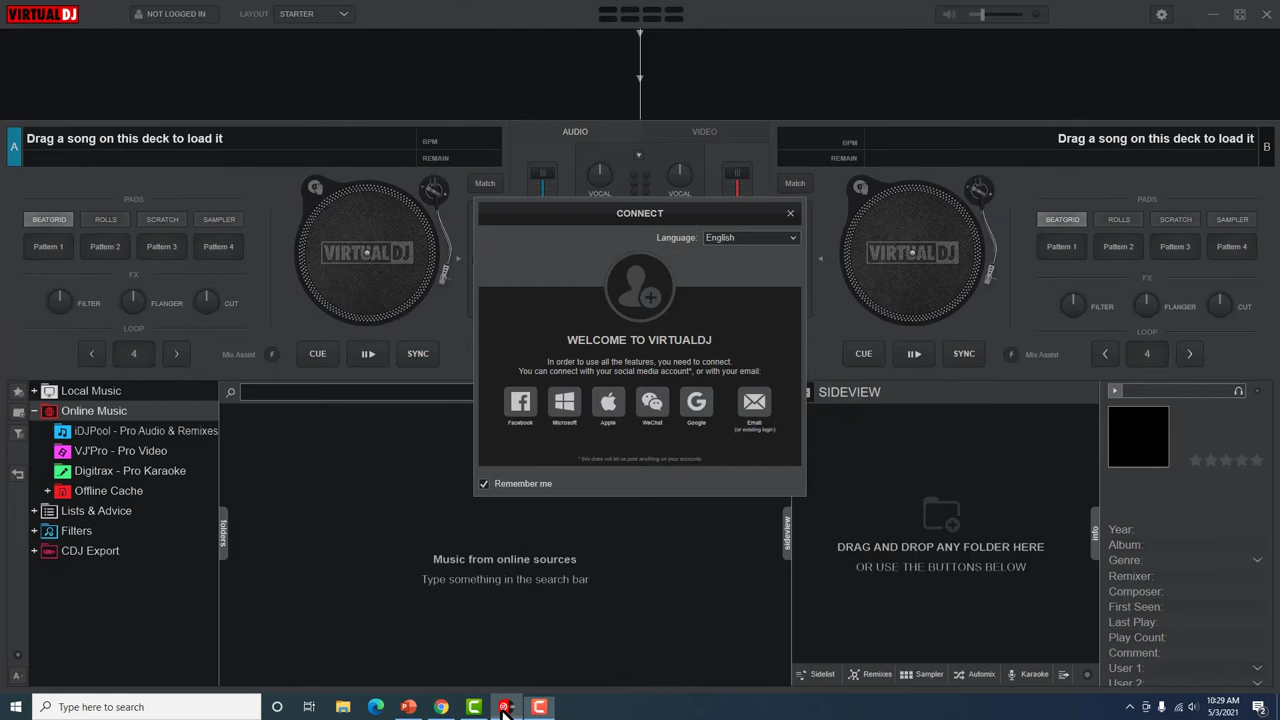 VIRTUALDJ
NOT LOGGED IN
LAYOUT
STARTER
A
Drag a song on this deck to load it
BPM
REMAIN
AUDIO
VIDEO
BPM
REMAIN
Drag a song on this deck to load it
B
PADS
BEATGRID
ROLLS
SCRATCH
SAMPLER
Pattern 1
Pattern 2
Pattern 3
Pattern 4
FX
FILTER
FLANGER
CUT
LOOP
4
Mix Assist
CUE
SYNC
VIRTUALDJ
Match
VOCAL
VOCAL
Match
VIRTUALDJ
PADS
BEATGRID
ROLLS
SCRATCH
SAMPLER
Pattern 1
Pattern 2
Pattern 3
Pattern 4
FX
FILTER
FLANGER
CUT
LOOP
CUE
SYNC
Mix Assist
4
CONNECT
Language:
English
WELCOME TO VIRTUALDJ
In order to use all the features, you need to connect.
You can connect with your social media account*, or with your email:
Facebook
Microsoft
Apple
WeChat
Google
Email
(or existing login)
* this does not let us post anything on your accounts
Remember me
Local Music
Online Music
iDJPool - Pro Audio & Remixes
VJ'Pro - Pro Video
Digitrax - Pro Karaoke
Offline Cache
Lists & Advice
Filters
CDJ Export
folders
Music from online sources
Type something in the search bar
sideview
SIDEVIEW
DRAG AND DROP ANY FOLDER HERE
OR USE THE BUTTONS BELOW
Sidelist
Remixes
Sampler
Automix
Karaoke
info
Year:
Album:
Genre:
Remixer:
Composer:
First Seen:
Last Play:
Play Count:
Comment:
User 1:
User 2:
Type here to search
10:29 AM
5/3/2021